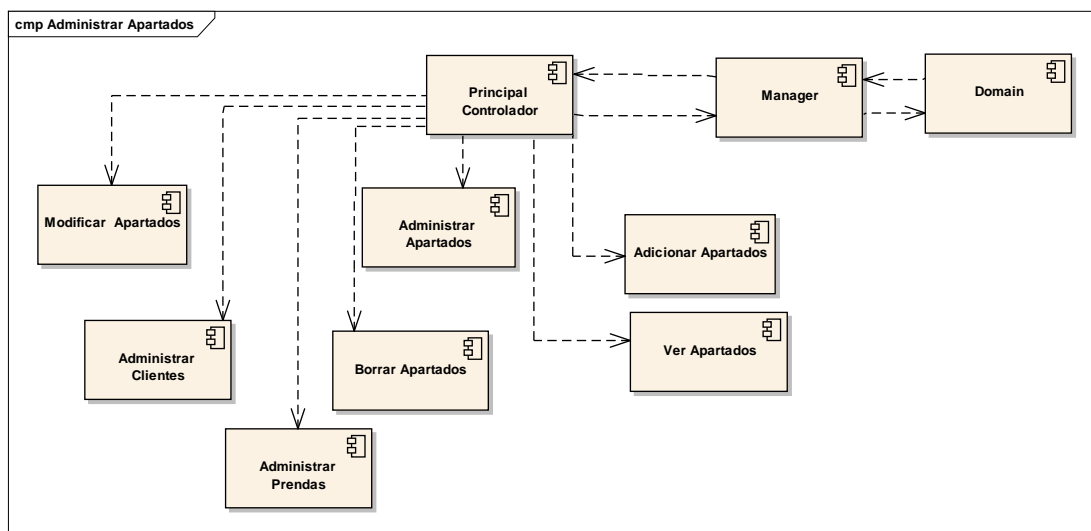 cmp Administrar Apartados
Principal
Controlador
Manager
Domain
Modificar Apartados
Administrar
Apartados
Adicionar Apartados
Administrar
Clientes
Borrar Apartados
Ver Apartados
Administrar
Prendas